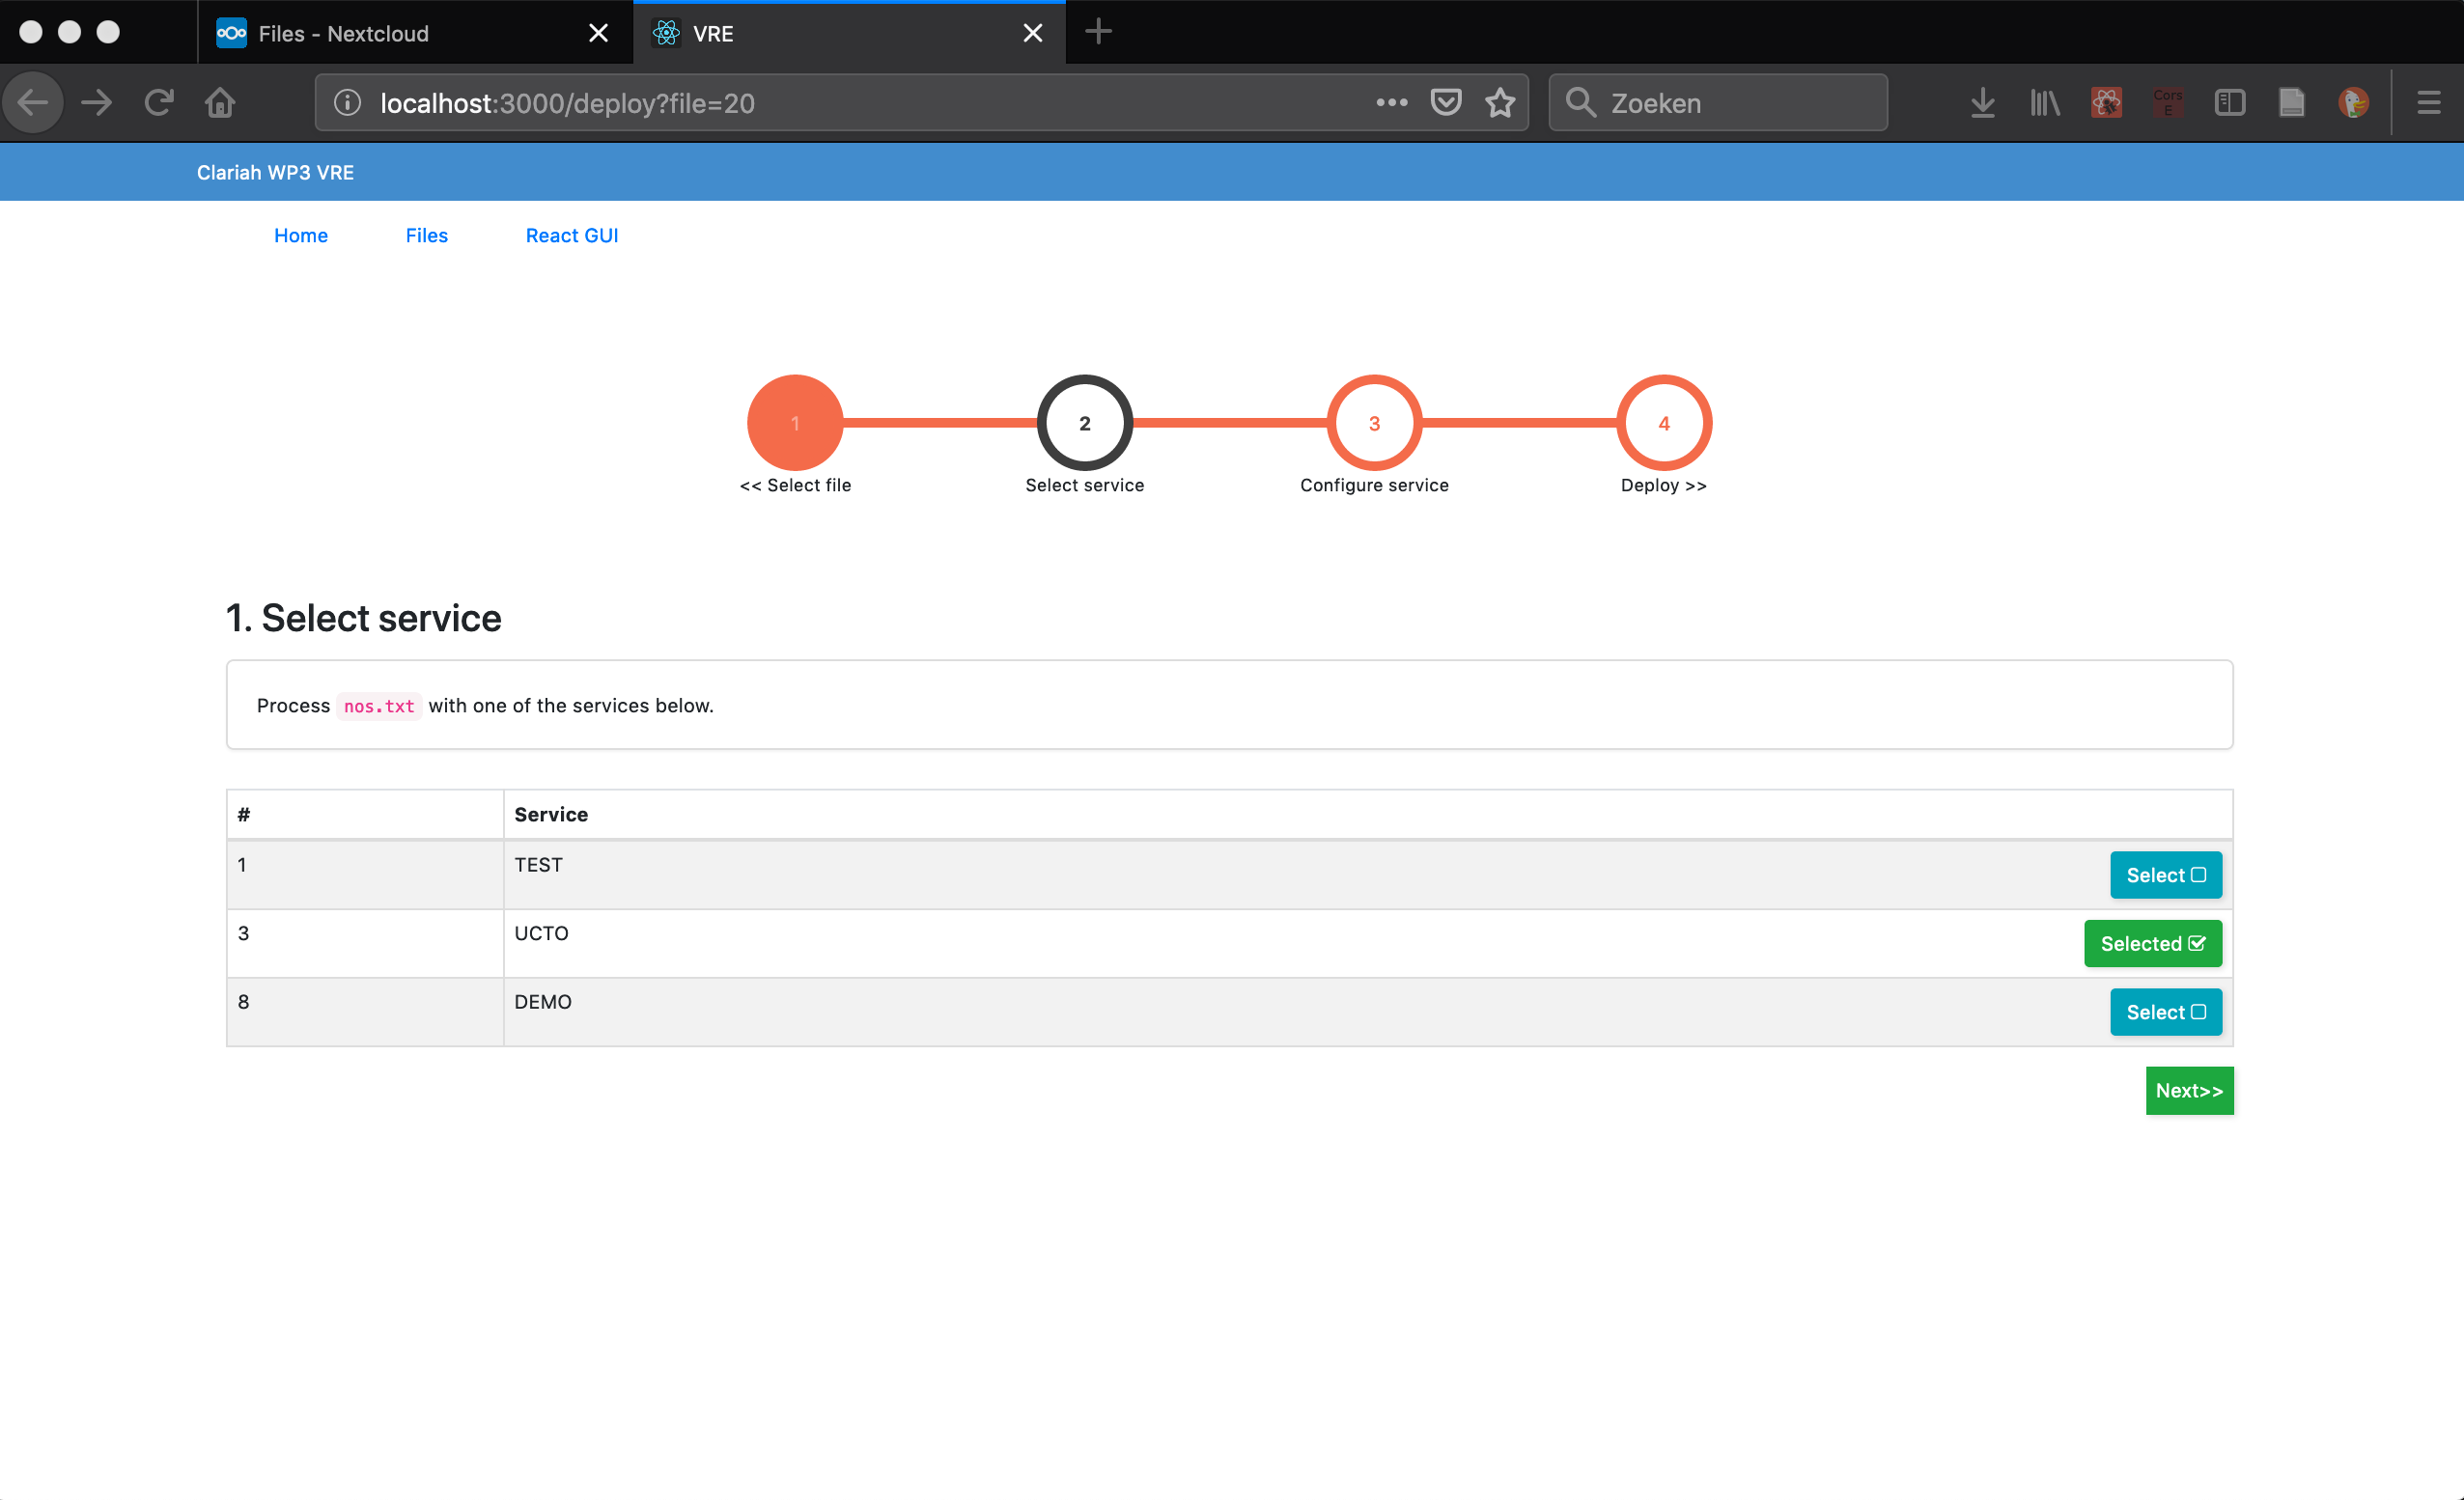 Files - Nextcloud
VRE
localhost:3000/deploy?file=20
Zoeken
Cors E
Clariah WP3 VRE
Home Files React GUI
1 2 3 4
<< Select file Select service Configure service Deploy >>
1. Select service
Process nos.txt with one of the services below.
# Service
1 TEST Select
3 UCTO Selected
8 DEMO Select
Next>>